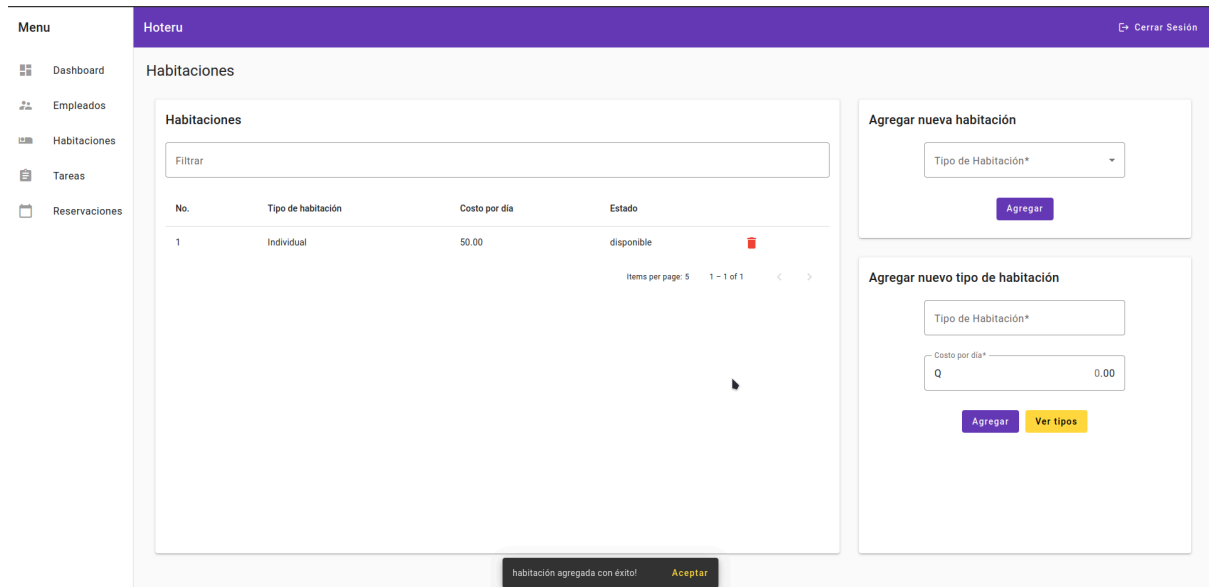 Menu
Hoteru
Cerrar Sesión
Dashboard
Empleados
Habitaciones
Tareas
Reservaciones
Habitaciones
Habitaciones
Filtrar
No. Tipo de habitación Costo por día Estado
1 Individual 50.00 disponible
Items per page: 5 1 – 1 of 1
Agregar nueva habitación
Tipo de Habitación*
Agregar
Agregar nuevo tipo de habitación
Tipo de Habitación*
Costo por día*
Q 0.00
Agregar Ver tipos
habitación agregada con éxito! Aceptar